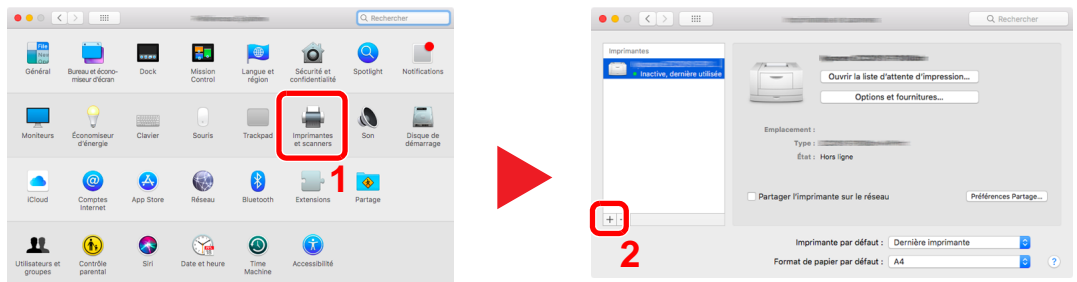 Rechercher
Général
Bureau et écono-
miseur d'écran
Dock
Mission
Control
Langue et
région
Sécurité et
confidentialité
Spotlight
Notifications
Moniteurs
Économiseur
d'énergie
Clavier
Souris
Trackpad
Imprimantes
et scanners
Son
Disque de
démarrage
1
iCloud
Comptes
Internet
App Store
Réseau
Bluetooth
Extensions
Partage
Utilisateurs et
groupes
Contrôle
parental
Siri
Date et heure
Time
Machine
Accessibilité
Rechercher
Imprimantes
Inactive, dernière utilisée
Ouvrir la liste d'attente d'impression...
Options et fournitures...
Emplacement :
Type :
État : Hors ligne
Partager l'imprimante sur le réseau
Préférences Partage...
+ -
2
Imprimante par défaut : Dernière imprimante
Format de papier par défaut : A4
?